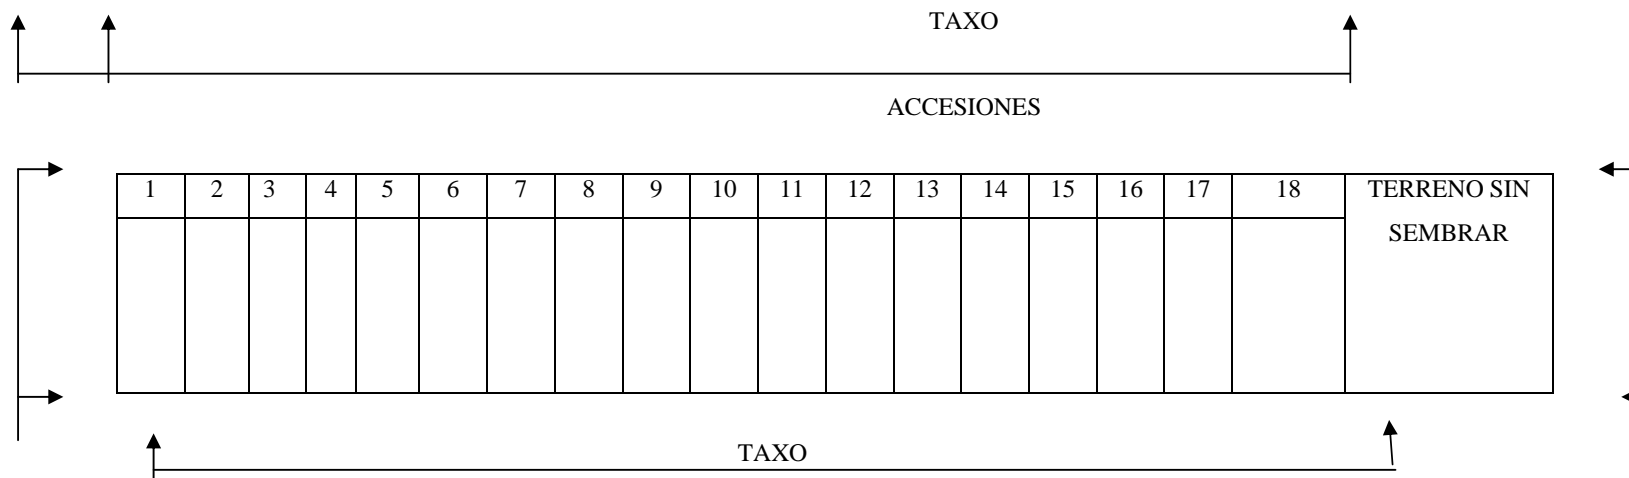 TAXO
ACCESIONES
1 2 3 4 5 6 7 8 9 10 11 12 13 14 15 16 17 18 TERRENO SIN
SEMBRAR
TAXO